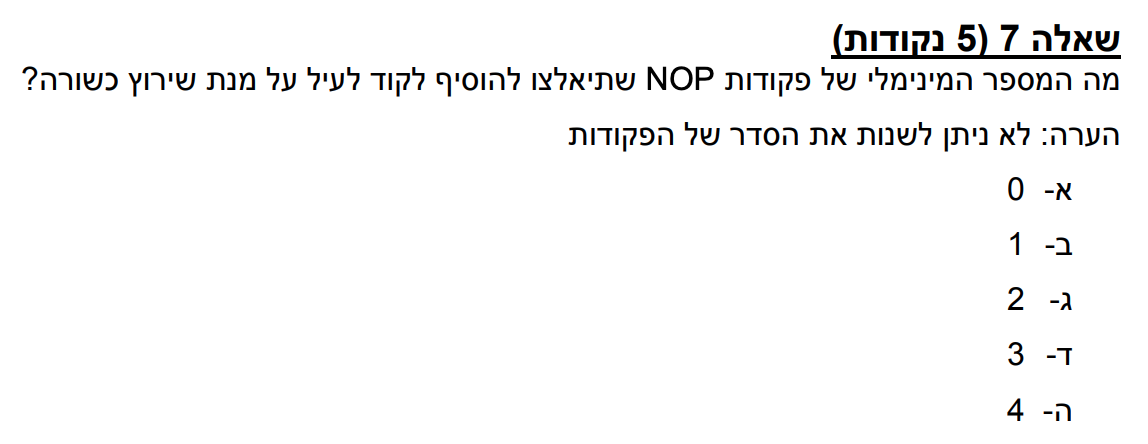 שאלה 7 (5 נקודות)
מה המספר המינימלי של פקודות NOP שתיאלצו להוסיף לקוד לעיל על מנת שירוץ כשורה?
הערה: לא ניתן לשנות את הסדר של הפקודות
א- 0
ב- 1
ג- 2
ד- 3
ה- 4